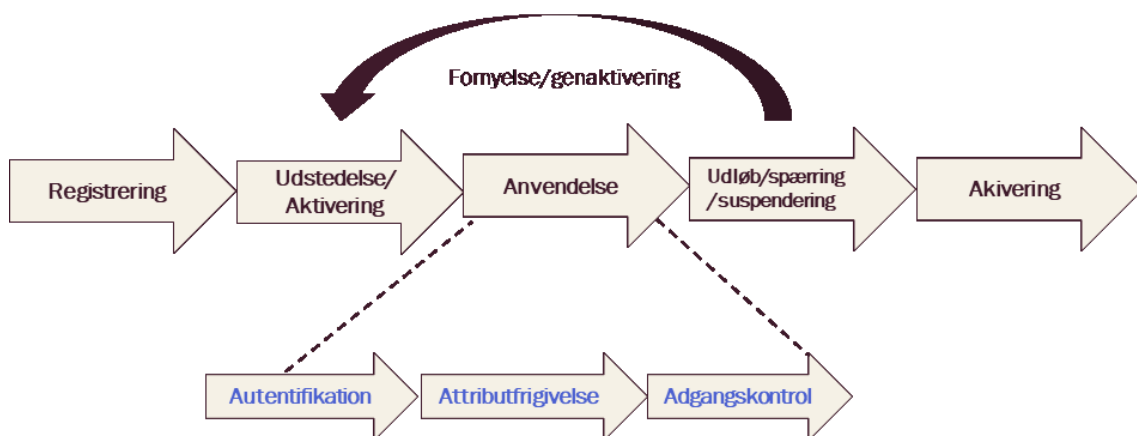 Fornyelse/genaktivering
Registrering
Udstedelse/
Aktivering
Anvendelse
Udløb/spærring
/suspendering
Akivering
Autentifikation
Attributfrigivelse
Adgangskontrol